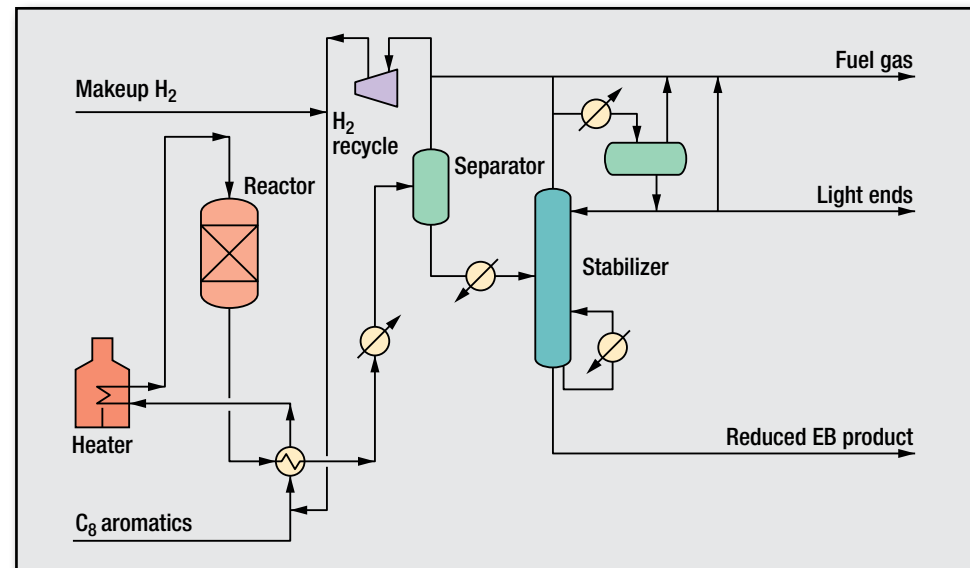 Fuel gas
Makeup H₂
H₂
recycle
Separator
Reactor
Light ends
Stabilizer
Heater
Reduced EB product
C₈ aromatics